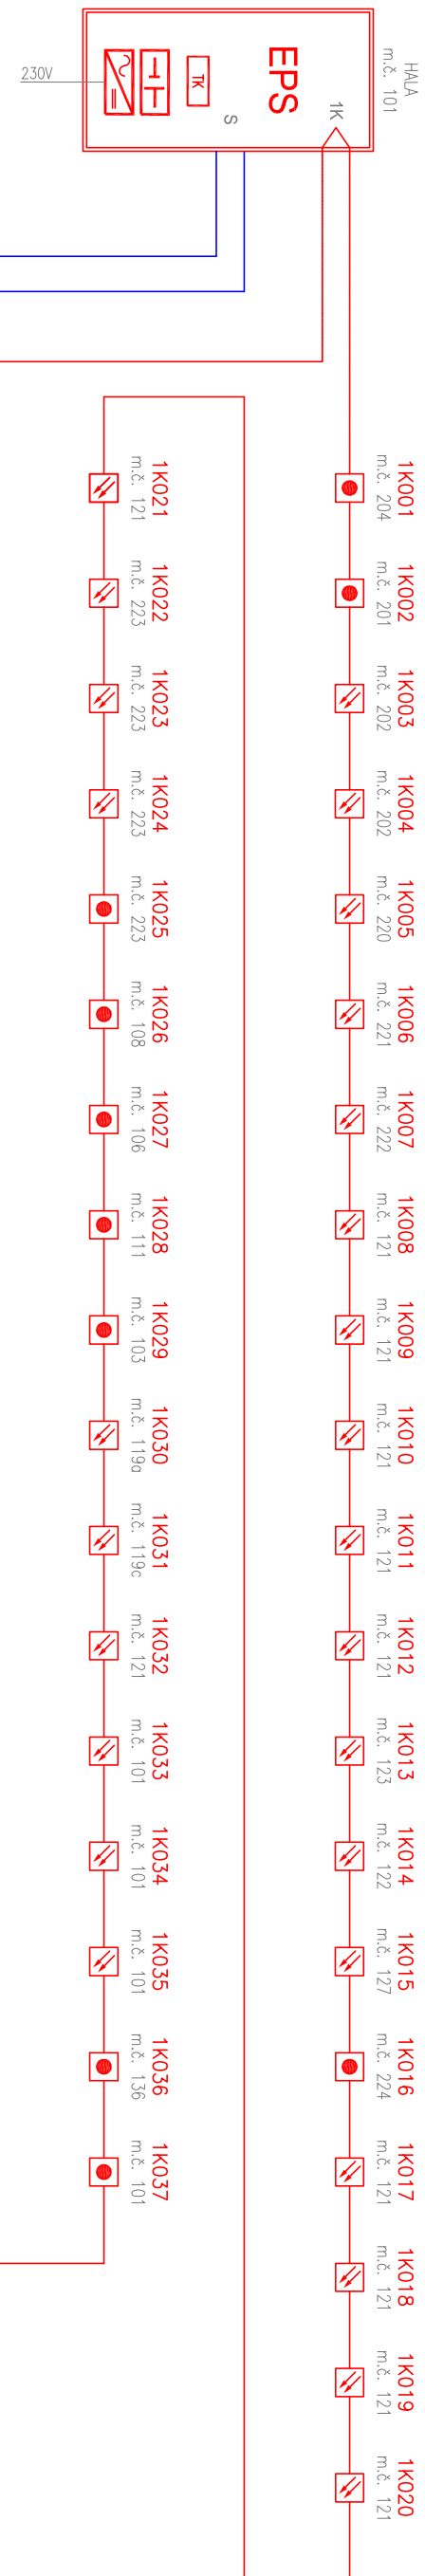 HALA
m.č. 101
1K
EPS
S
TK
230V
1K001
m.č. 204
1K002
m.č. 201
1K003
m.č. 202
1K004
m.č. 202
1K005
m.č. 220
1K006
m.č. 221
1K007
m.č. 222
1K008
m.č. 121
1K009
m.č. 121
1K010
m.č. 121
1K011
m.č. 121
1K012
m.č. 121
1K013
m.č. 123
1K014
m.č. 122
1K015
m.č. 127
1K016
m.č. 224
1K017
m.č. 121
1K018
m.č. 121
1K019
m.č. 121
1K020
m.č. 121
1K021
m.č. 121
1K022
m.č. 223
1K023
m.č. 223
1K024
m.č. 223
1K025
m.č. 223
1K026
m.č. 108
1K027
m.č. 106
1K028
m.č. 111
1K029
m.č. 103
1K030
m.č. 119a
1K031
m.č. 119c
1K032
m.č. 121
1K033
m.č. 101
1K034
m.č. 101
1K035
m.č. 101
1K036
m.č. 136
1K037
m.č. 101